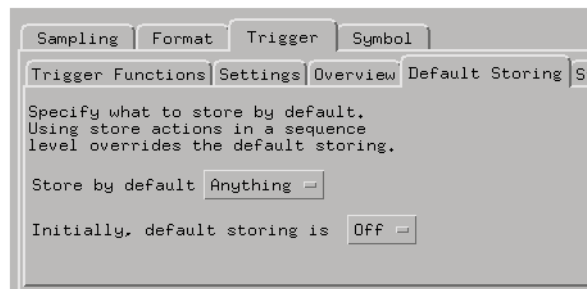 Sampling Format Trigger Symbol
Trigger Functions Settings Overview Default Storing S
Specify what to store by default.
Using store actions in a sequence
level overrides the default storing.
Store by default Anything
Initially, default storing is Off